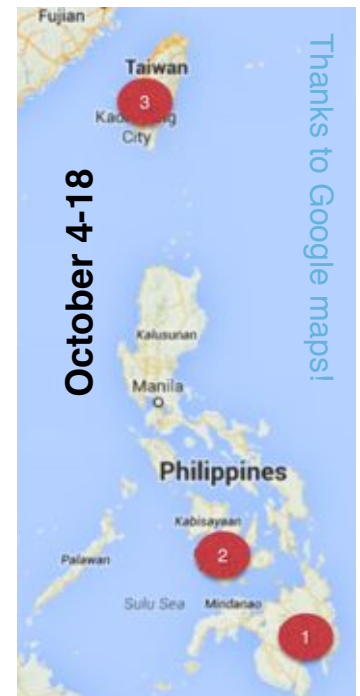 Fujian
Thanks to Google maps!
Taiwan
3
City
October 4-18
Kalusunan
Manila
Philippines
Kabisayaan
2
Palawan
Sulu Sea
Mindanao
1